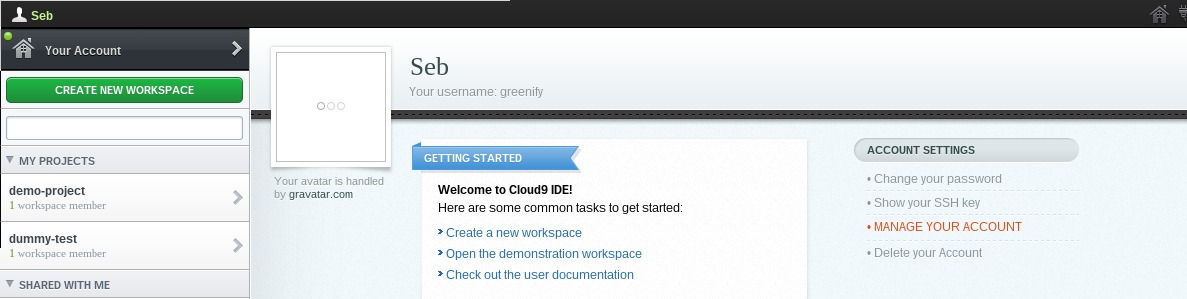 Seb
Your Account
CREATE NEW WORKSPACE
MY PROJECTS
demo-project
1 workspace member
dummy-test
1 workspace member
SHARED WITH ME
Seb
Your username: greenify
Your avatar is handled
by gravatar.com
GETTING STARTED
Welcome to Cloud9 IDE!
Here are some common tasks to get started:
Create a new workspace
Open the demonstration workspace
Check out the user documentation
ACCOUNT SETTINGS
• Change your password
• Show your SSH key
• MANAGE YOUR ACCOUNT
• Delete your Account